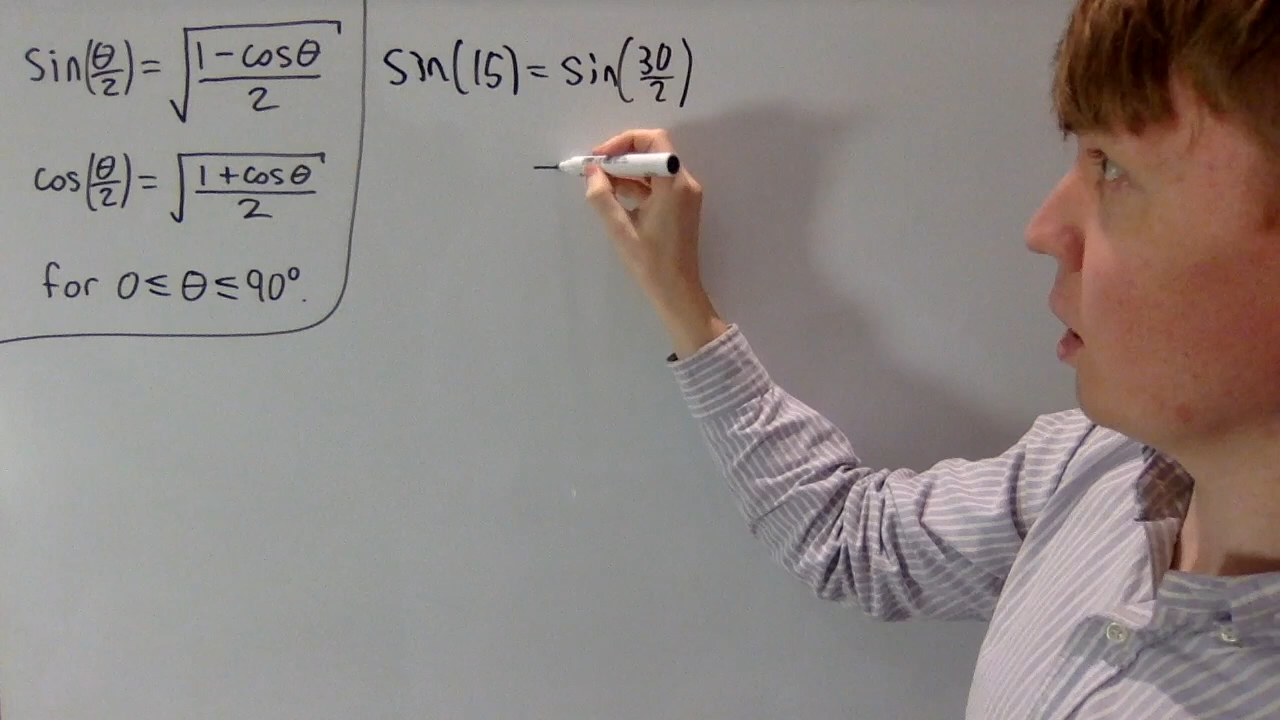 sin(θ/2) = √((1 - cosθ)/2)
cos(θ/2) = √((1 + cosθ)/2)
for 0 ≤ θ ≤ 90°.
sin(15) = sin(30/2)